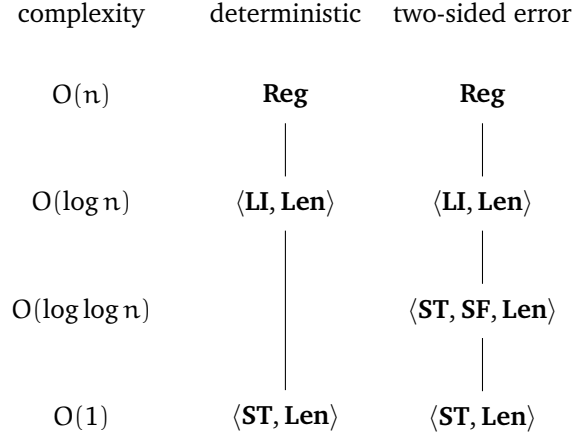 complexity deterministic two-sided error
O(n) Reg Reg
O(log n) ⟨LI, Len⟩ ⟨LI, Len⟩
O(log log n) ⟨ST, SF, Len⟩
O(1) ⟨ST, Len⟩ ⟨ST, Len⟩